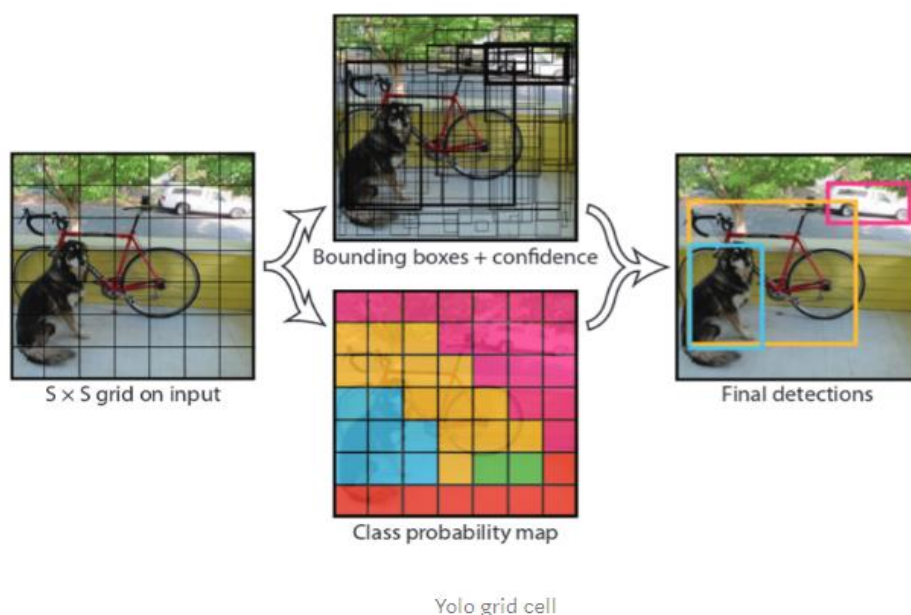 Bounding boxes + confidence
S × S grid on input
Final detections
Class probability map
Yolo grid cell